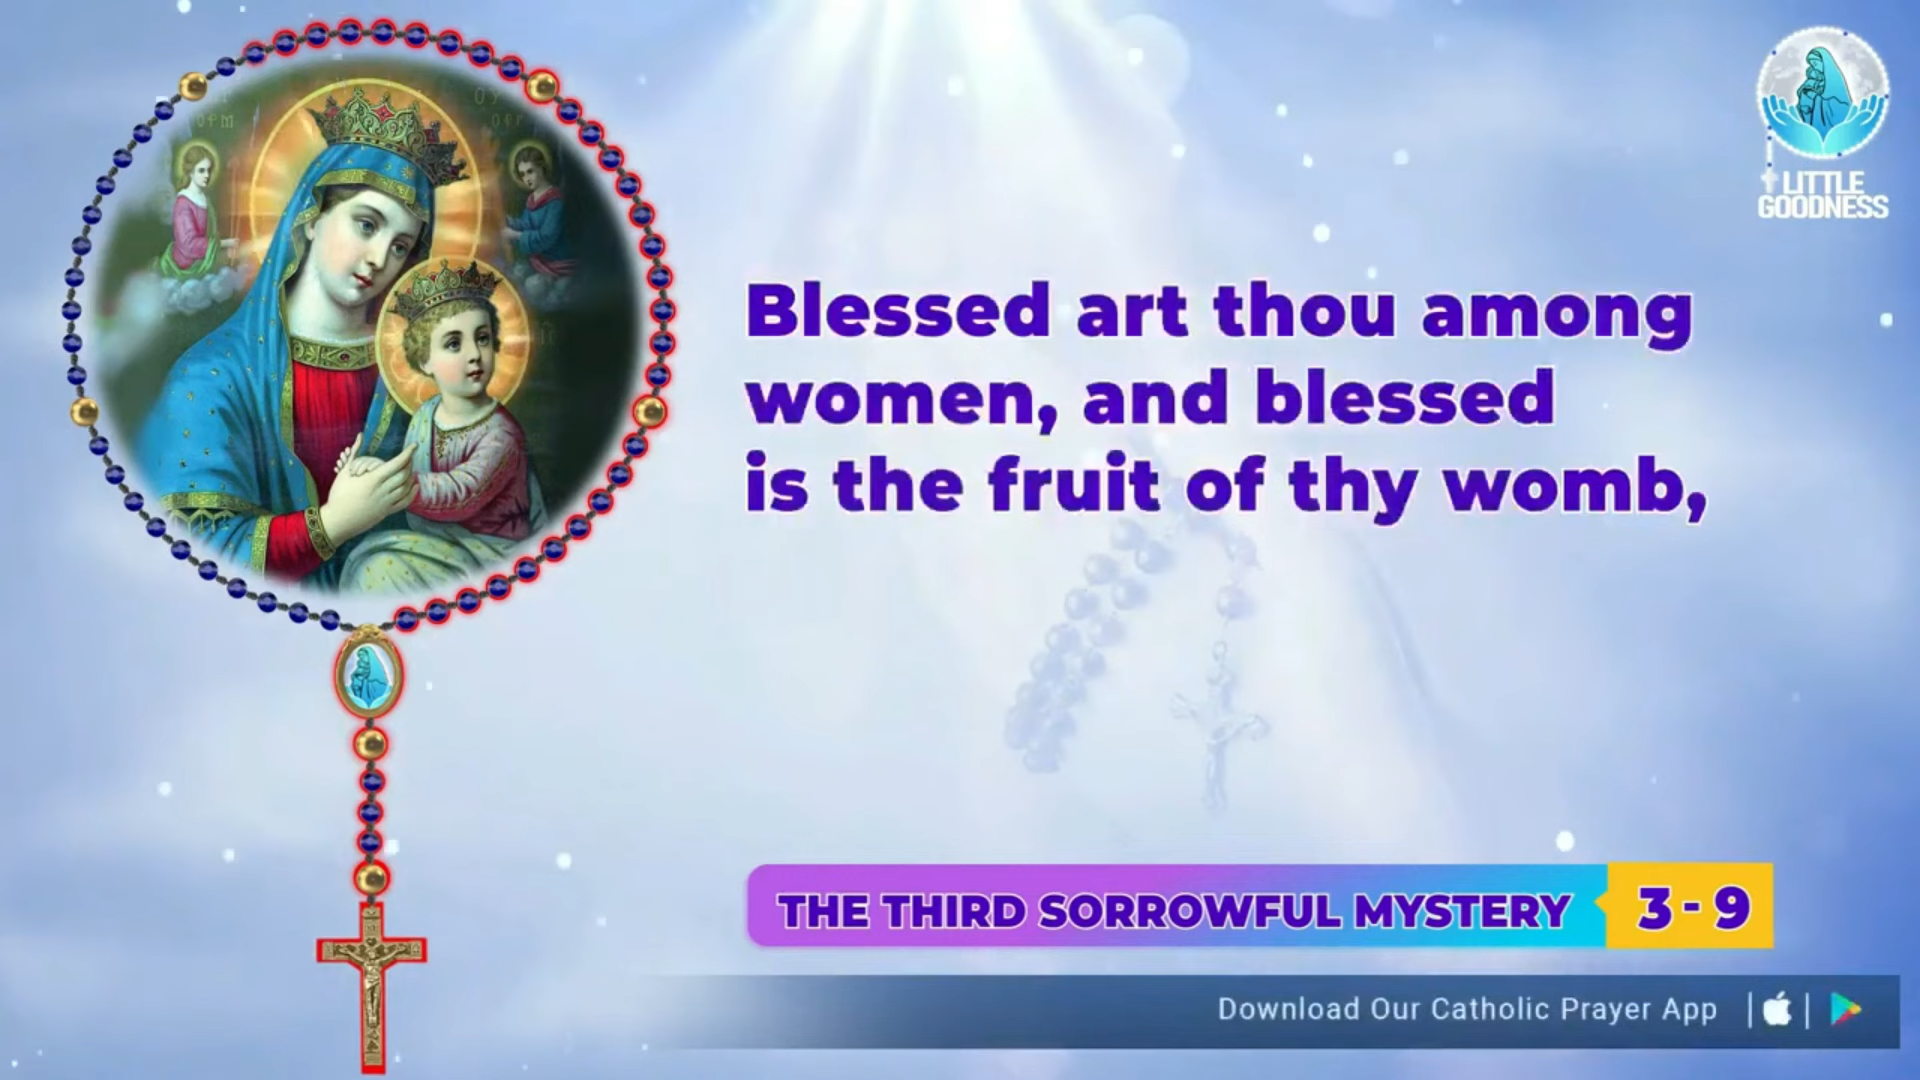 LITTLE
GOODNESS
Blessed art thou among
women, and blessed
is the fruit of thy womb,
THE THIRD SORROWFUL MYSTERY 3 - 9
Download Our Catholic Prayer App